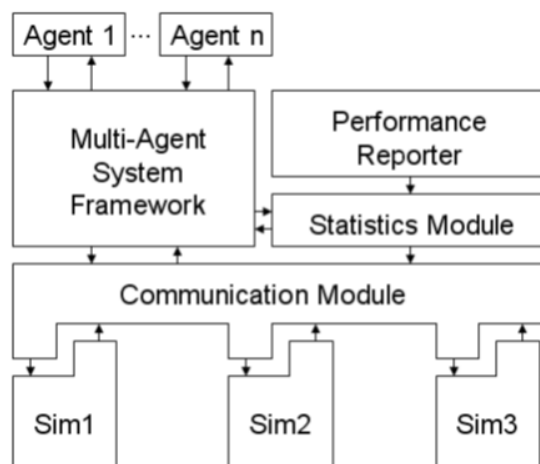 Agent 1 ... Agent n
Multi-Agent
System
Framework
Performance
Reporter
Statistics Module
Communication Module
Sim1
Sim2
Sim3